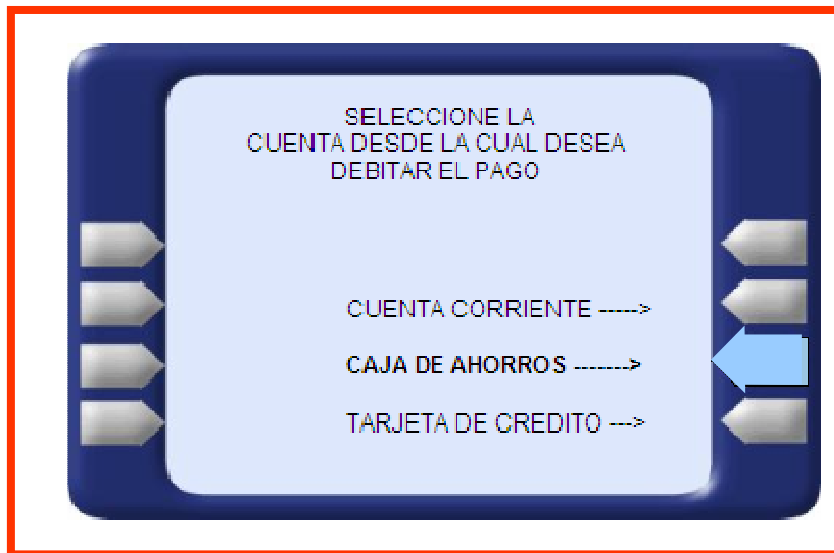 SELECCIONE LA
CUENTA DESDE LA CUAL DESEA
DEBITAR EL PAGO
CUENTA CORRIENTE ----->
CAJA DE AHORROS ------->
TARJETA DE CREDITO --->